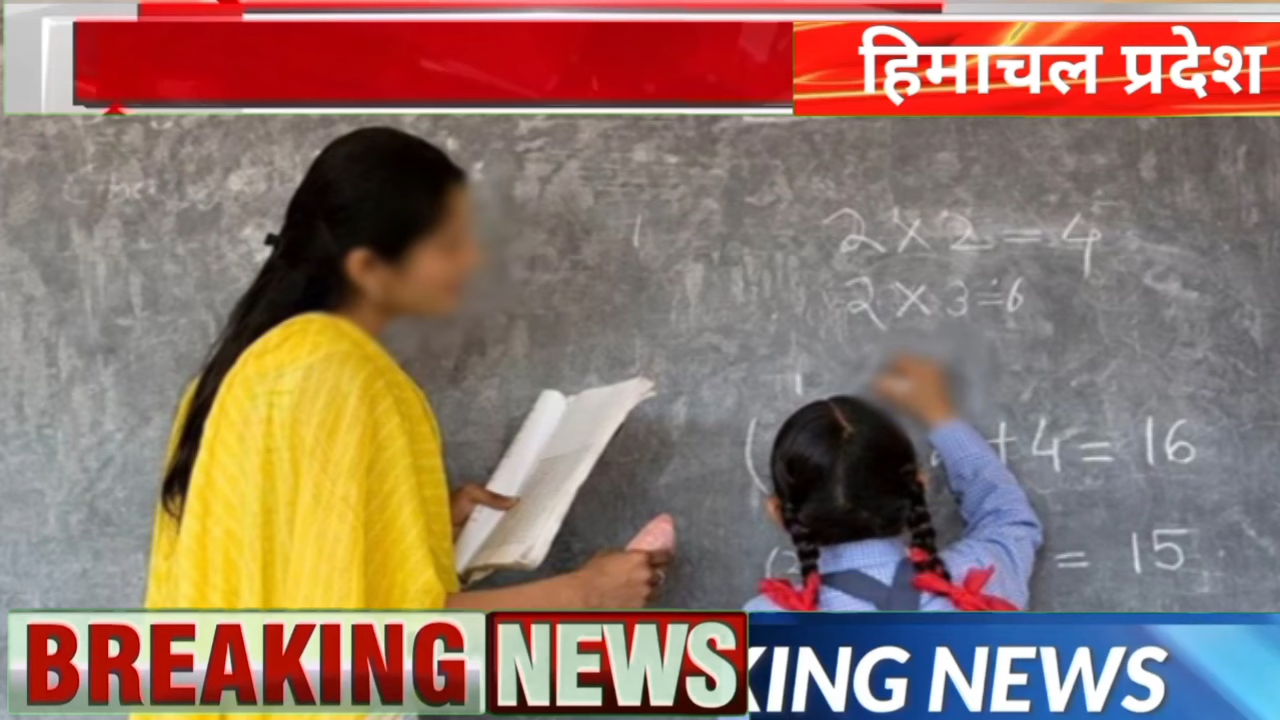 हिमाचल प्रदेश
2 × 2 = 4
2 × 3 = 6
+ 4 = 16
= 15
BREAKING NEWS
KING NEWS